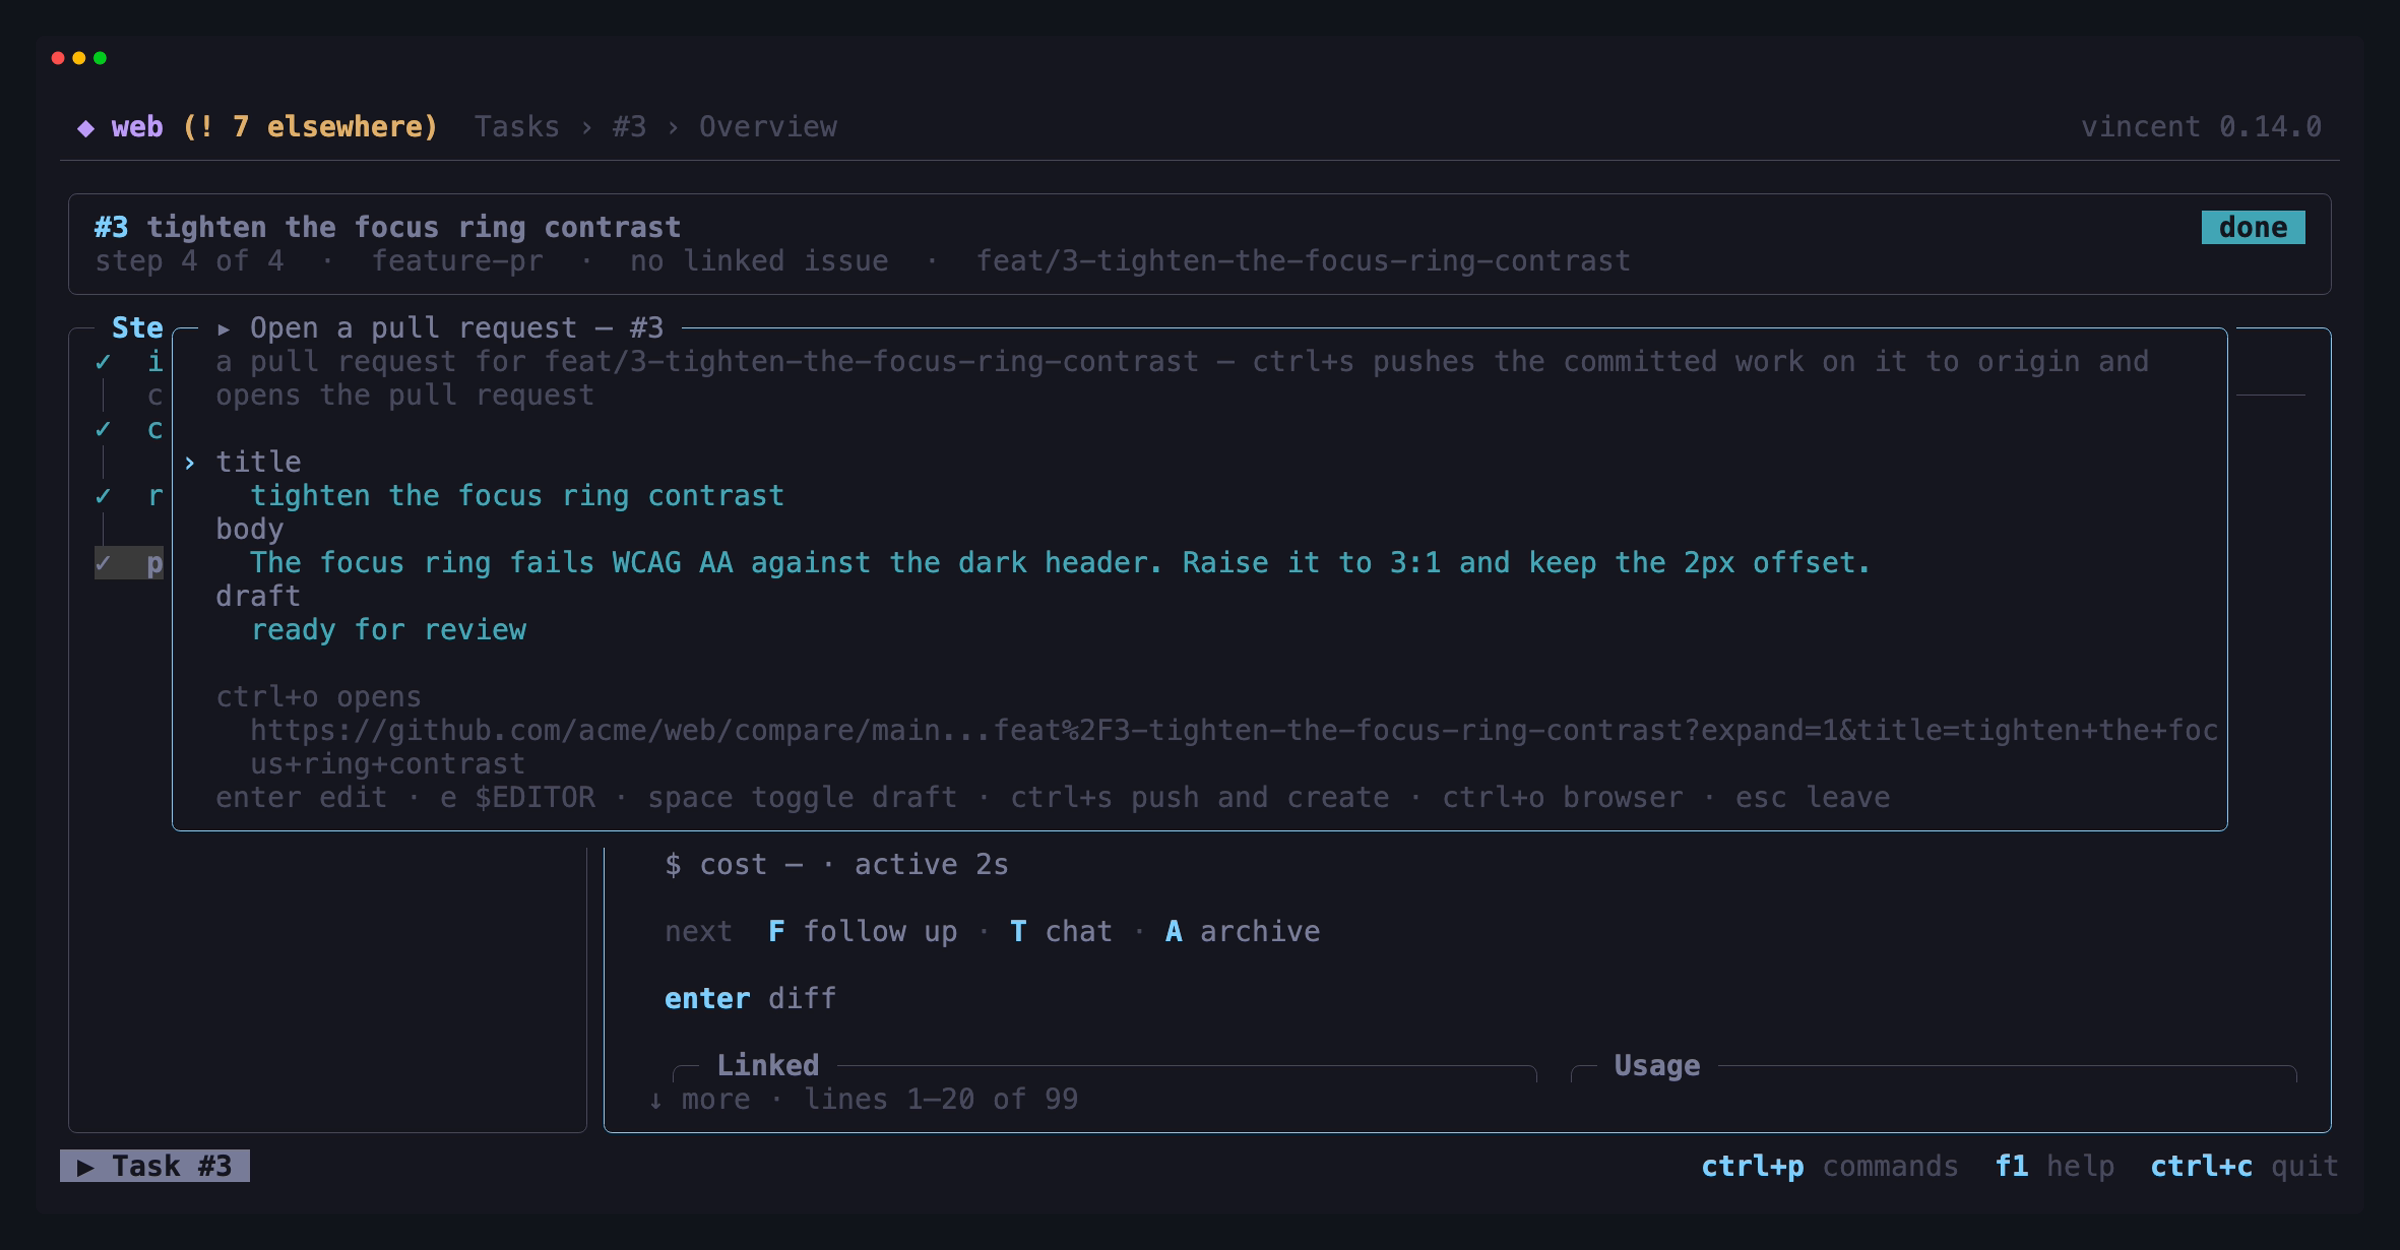 ◆ web (! 7 elsewhere) Tasks › #3 › Overview vincent 0.14.0
#3 tighten the focus ring contrast done
step 4 of 4 · feature-pr · no linked issue · feat/3-tighten-the-focus-ring-contrast
Ste ▸ Open a pull request — #3
✓ i a pull request for feat/3-tighten-the-focus-ring-contrast — ctrl+s pushes the committed work on it to origin and
c opens the pull request
✓ c
› title
✓ r tighten the focus ring contrast
body
✓ p The focus ring fails WCAG AA against the dark header. Raise it to 3:1 and keep the 2px offset.
draft
ready for review
ctrl+o opens
https://github.com/acme/web/compare/main...feat%2F3-tighten-the-focus-ring-contrast?expand=1&title=tighten+the+foc
us+ring+contrast
enter edit · e $EDITOR · space toggle draft · ctrl+s push and create · ctrl+o browser · esc leave
$ cost — · active 2s
next F follow up · T chat · A archive
enter diff
Linked Usage
↓ more · lines 1–20 of 99
▶ Task #3 ctrl+p commands f1 help ctrl+c quit